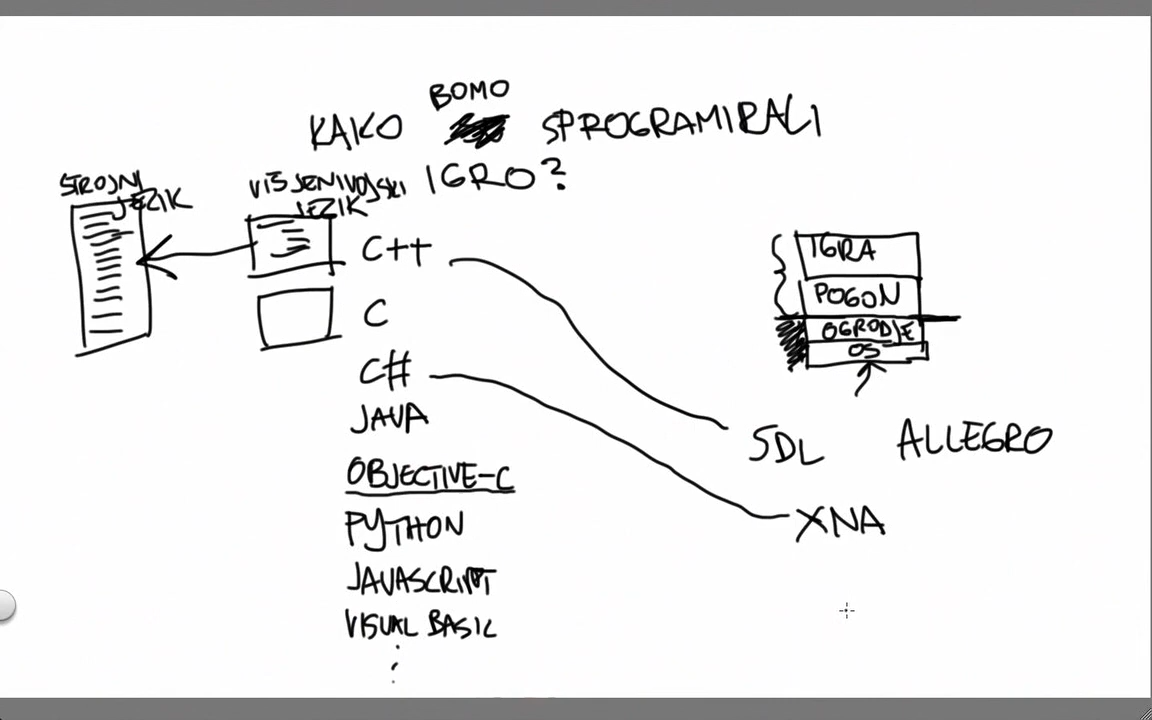 KAKO BOMO SPROGRAMIRALI
IGRO?
STROJNI
JEZIK
VIŠJENIVOJSKI
JEZIK
C++
C
C#
JAVA
OBJECTIVE-C
PYTHON
JAVASCRIPT
VISUAL BASIC
IGRA
POGON
OGRODJE
OS
SDL
ALLEGRO
XNA